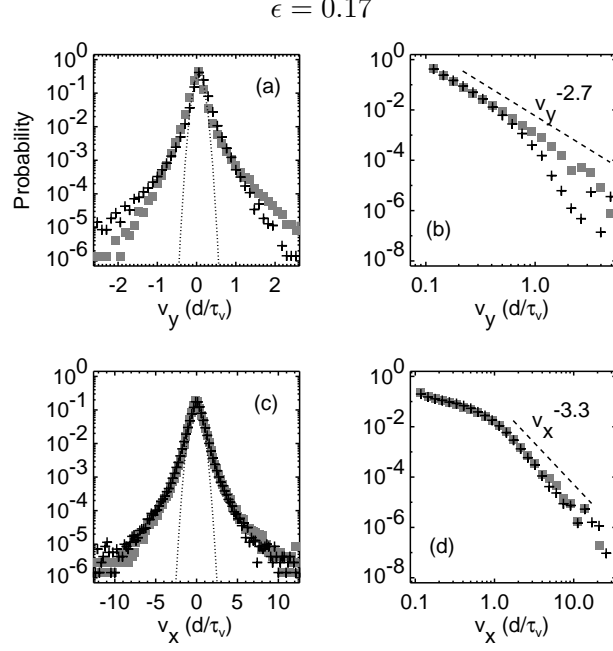 ϵ = 0.17
10^0
10^-1
10^-2
10^-3
10^-4
10^-5
10^-6
Probability
(a)
-2 -1 0 1 2
v_y (d/τ_v)
10^0
10^-2
10^-4
10^-6
10^-8
v_y^-2.7
(b)
0.1 1.0
v_y (d/τ_v)
10^0
10^-1
10^-2
10^-3
10^-4
10^-5
10^-6
(c)
-10 -5 0 5 10
v_x (d/τ_v)
10^0
10^-2
10^-4
10^-6
10^-8
v_x^-3.3
(d)
0.1 1.0 10.0
v_x (d/τ_v)